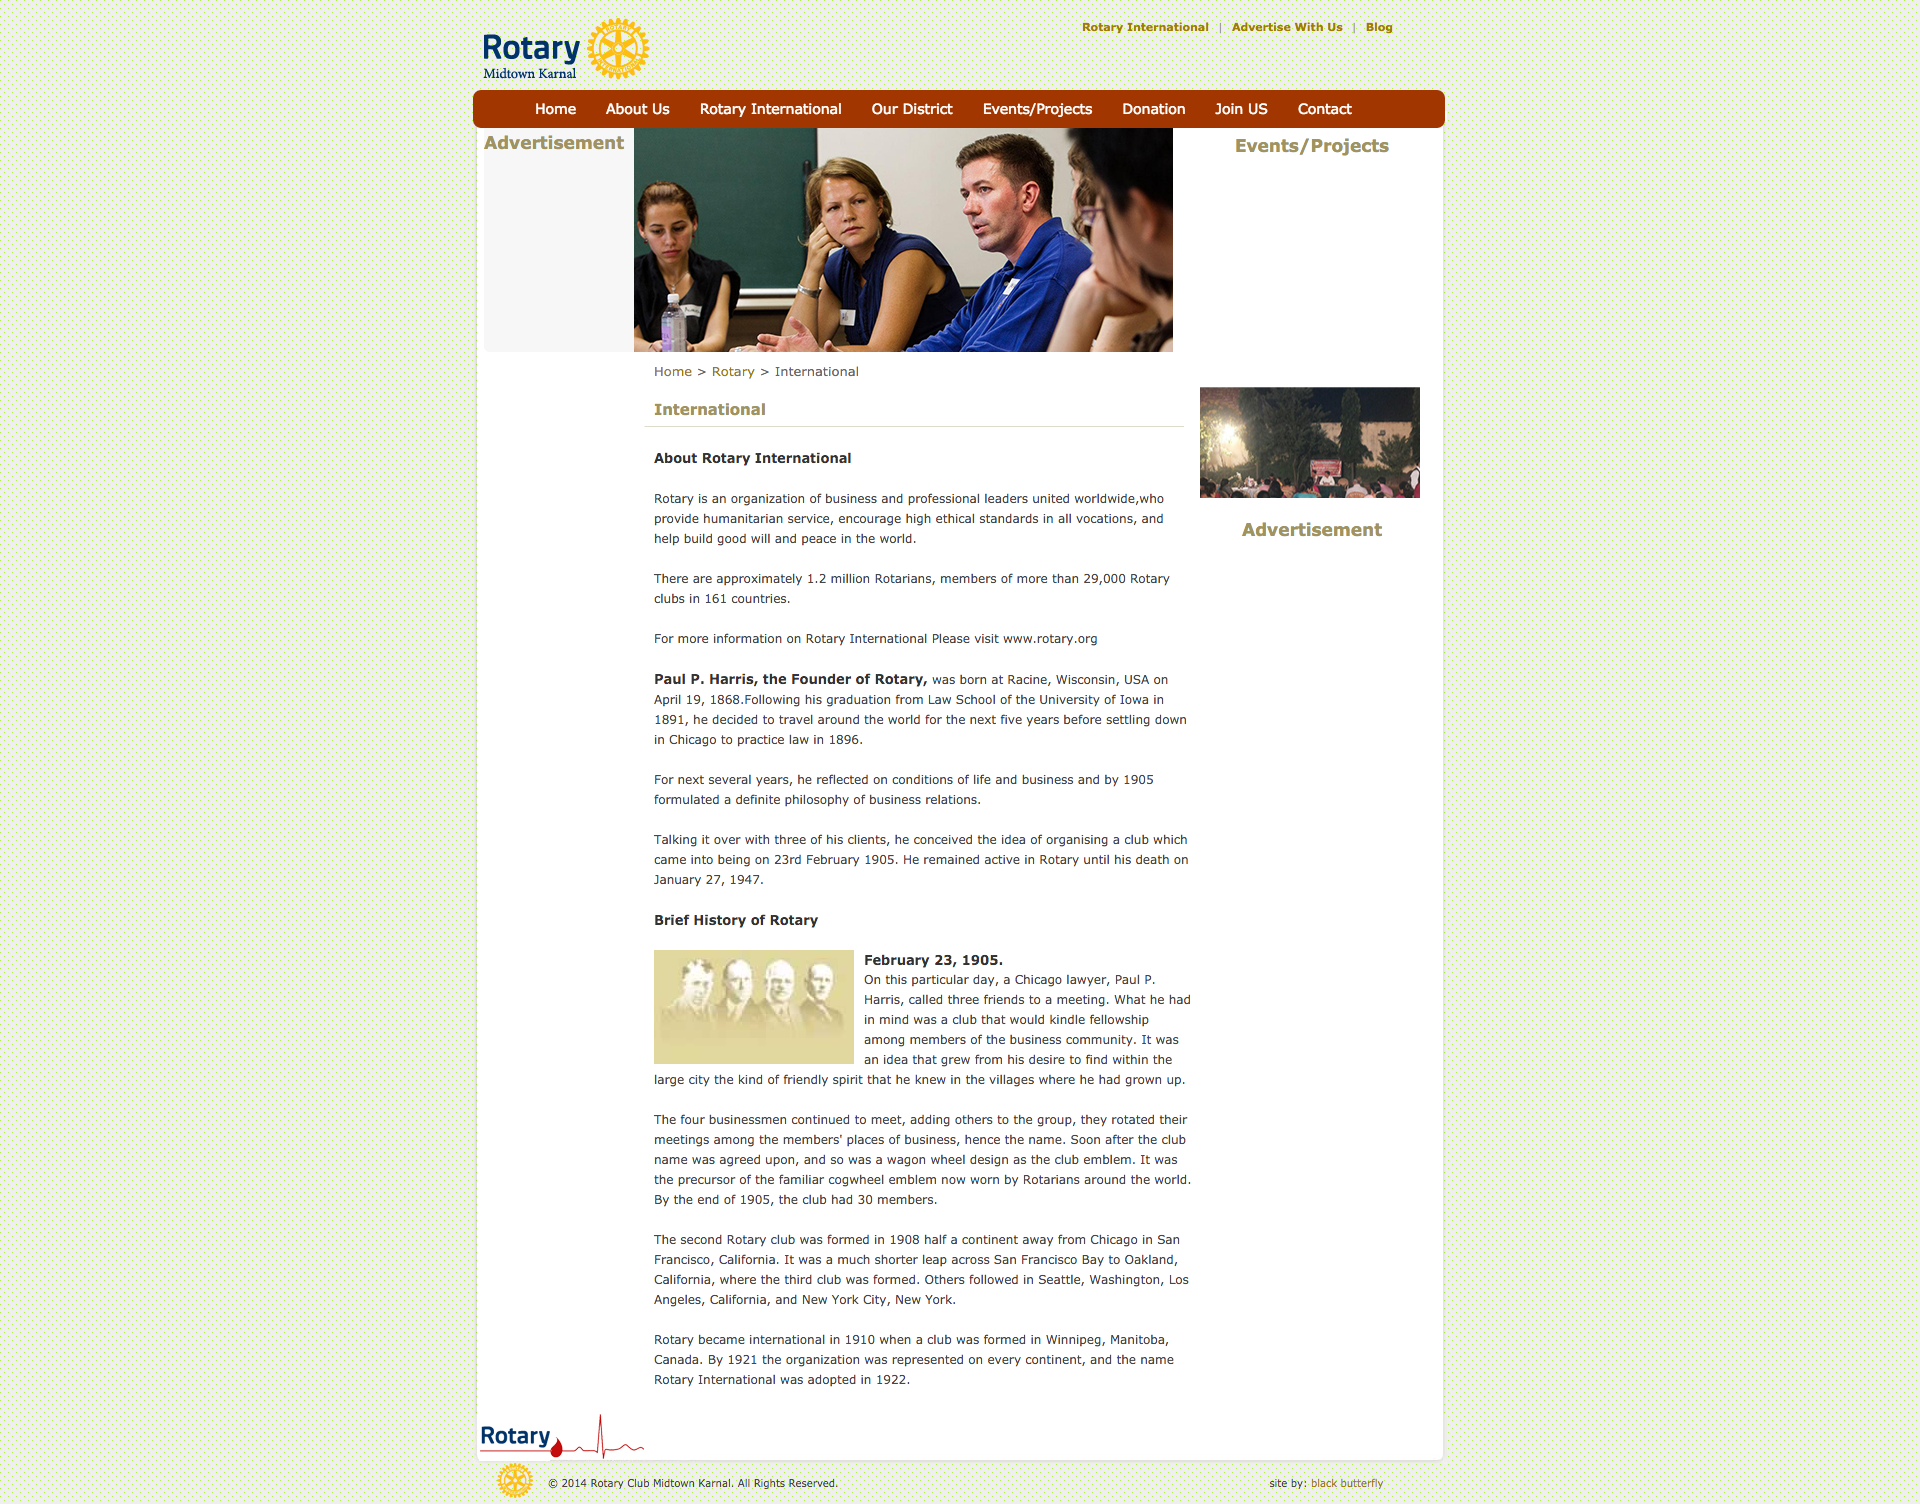 Rotary
Midtown Karnal
Rotary International | Advertise With Us | Blog
Home About Us Rotary International Our District Events/Projects Donation Join US Contact
Advertisement
Events/Projects
Home > Rotary > International
International
About Rotary International
Rotary is an organization of business and professional leaders united worldwide,who
provide humanitarian service, encourage high ethical standards in all vocations, and
help build good will and peace in the world.
There are approximately 1.2 million Rotarians, members of more than 29,000 Rotary
clubs in 161 countries.
For more information on Rotary International Please visit www.rotary.org
Paul P. Harris, the Founder of Rotary, was born at Racine, Wisconsin, USA on
April 19, 1868.Following his graduation from Law School of the University of Iowa in
1891, he decided to travel around the world for the next five years before settling down
in Chicago to practice law in 1896.
For next several years, he reflected on conditions of life and business and by 1905
formulated a definite philosophy of business relations.
Talking it over with three of his clients, he conceived the idea of organising a club which
came into being on 23rd February 1905. He remained active in Rotary until his death on
January 27, 1947.
Brief History of Rotary
February 23, 1905.
On this particular day, a Chicago lawyer, Paul P.
Harris, called three friends to a meeting. What he had
in mind was a club that would kindle fellowship
among members of the business community. It was
an idea that grew from his desire to find within the
large city the kind of friendly spirit that he knew in the villages where he had grown up.
The four businessmen continued to meet, adding others to the group, they rotated their
meetings among the members' places of business, hence the name. Soon after the club
name was agreed upon, and so was a wagon wheel design as the club emblem. It was
the precursor of the familiar cogwheel emblem now worn by Rotarians around the world.
By the end of 1905, the club had 30 members.
The second Rotary club was formed in 1908 half a continent away from Chicago in San
Francisco, California. It was a much shorter leap across San Francisco Bay to Oakland,
California, where the third club was formed. Others followed in Seattle, Washington, Los
Angeles, California, and New York City, New York.
Rotary became international in 1910 when a club was formed in Winnipeg, Manitoba,
Canada. By 1921 the organization was represented on every continent, and the name
Rotary International was adopted in 1922.
Advertisement
Rotary
© 2014 Rotary Club Midtown Karnal. All Rights Reserved.
site by: black butterfly